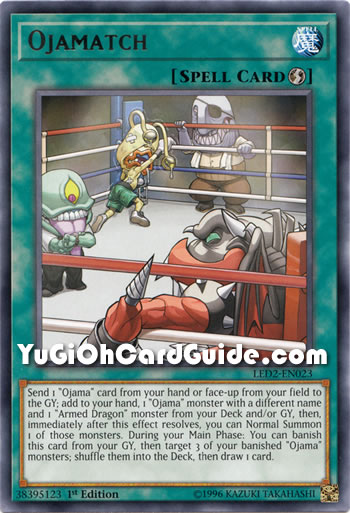 Ojamatch
魔
[Spell Card]
YuGiOhCardGuide.com
LED2-EN023
Send 1 "Ojama" card from your hand or face-up from your field
to the GY; add to your hand, 1 "Ojama" monster with a different name
and 1 "Armed Dragon" monster from your Deck and/or GY, then,
immediately after this effect resolves, you can Normal Summon
1 of those monsters. During your Main Phase: You can banish
this card from your GY, then target 3 of your banished "Ojama"
monsters; shuffle them into the Deck, then draw 1 card.
38395123 1st Edition ©1996 KAZUKI TAKAHASHI